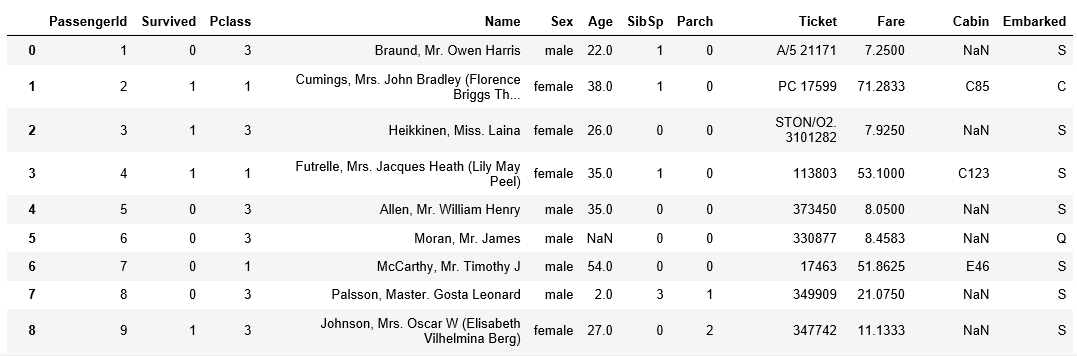 PassengerId Survived Pclass Name Sex Age SibSp Parch Ticket Fare Cabin Embarked
0 1 0 3 Braund, Mr. Owen Harris male 22.0 1 0 A/5 21171 7.2500 NaN S
1 2 1 1 Cumings, Mrs. John Bradley (Florence Briggs Th... female 38.0 1 0 PC 17599 71.2833 C85 C
2 3 1 3 Heikkinen, Miss. Laina female 26.0 0 0 STON/O2. 3101282 7.9250 NaN S
3 4 1 1 Futrelle, Mrs. Jacques Heath (Lily May Peel) female 35.0 1 0 113803 53.1000 C123 S
4 5 0 3 Allen, Mr. William Henry male 35.0 0 0 373450 8.0500 NaN S
5 6 0 3 Moran, Mr. James male NaN 0 0 330877 8.4583 NaN Q
6 7 0 1 McCarthy, Mr. Timothy J male 54.0 0 0 17463 51.8625 E46 S
7 8 0 3 Palsson, Master. Gosta Leonard male 2.0 3 1 349909 21.0750 NaN S
8 9 1 3 Johnson, Mrs. Oscar W (Elisabeth Vilhelmina Berg) female 27.0 0 2 347742 11.1333 NaN S